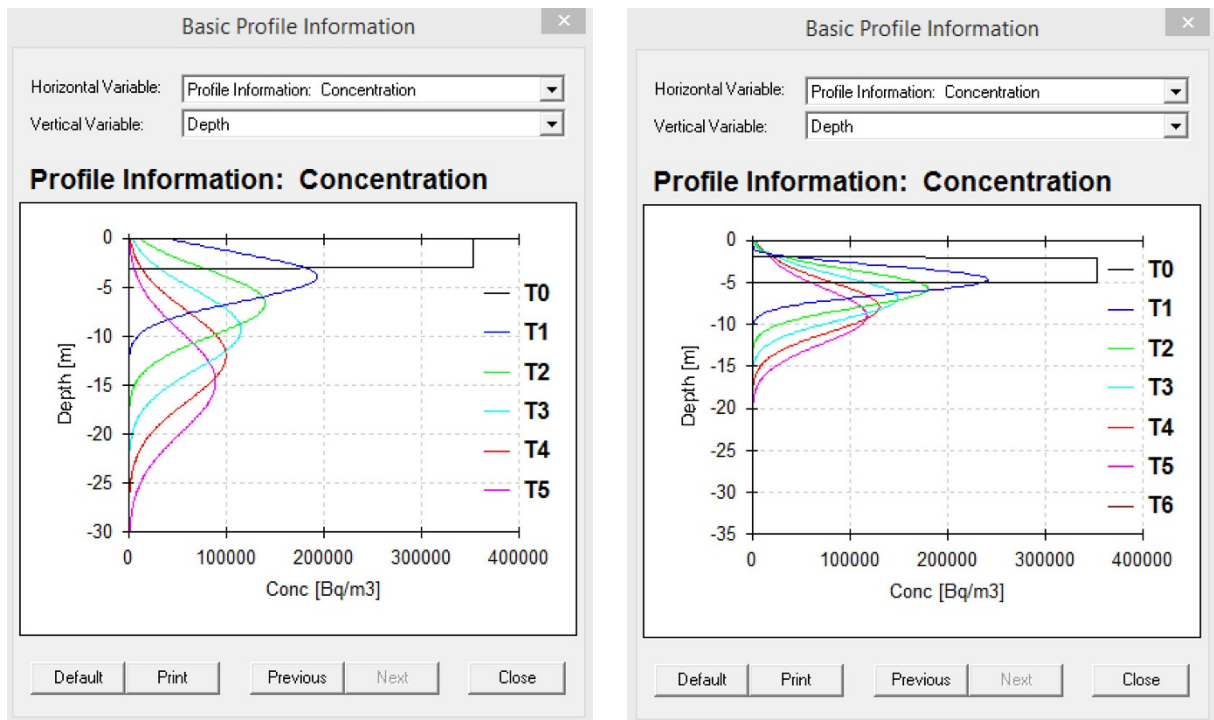 Basic Profile Information
Horizontal Variable: Profile Information: Concentration
Vertical Variable: Depth
Profile Information: Concentration
0
-5
-10
-15
-20
-25
-30
Depth [m]
T0
T1
T2
T3
T4
T5
0 100000 200000 300000 400000
Conc [Bq/m3]
Default Print Previous Next Close
Basic Profile Information
Horizontal Variable: Profile Information: Concentration
Vertical Variable: Depth
Profile Information: Concentration
0
-5
-10
-15
-20
-25
-30
-35
Depth [m]
T0
T1
T2
T3
T4
T5
T6
0 100000 200000 300000 400000
Conc [Bq/m3]
Default Print Previous Next Close